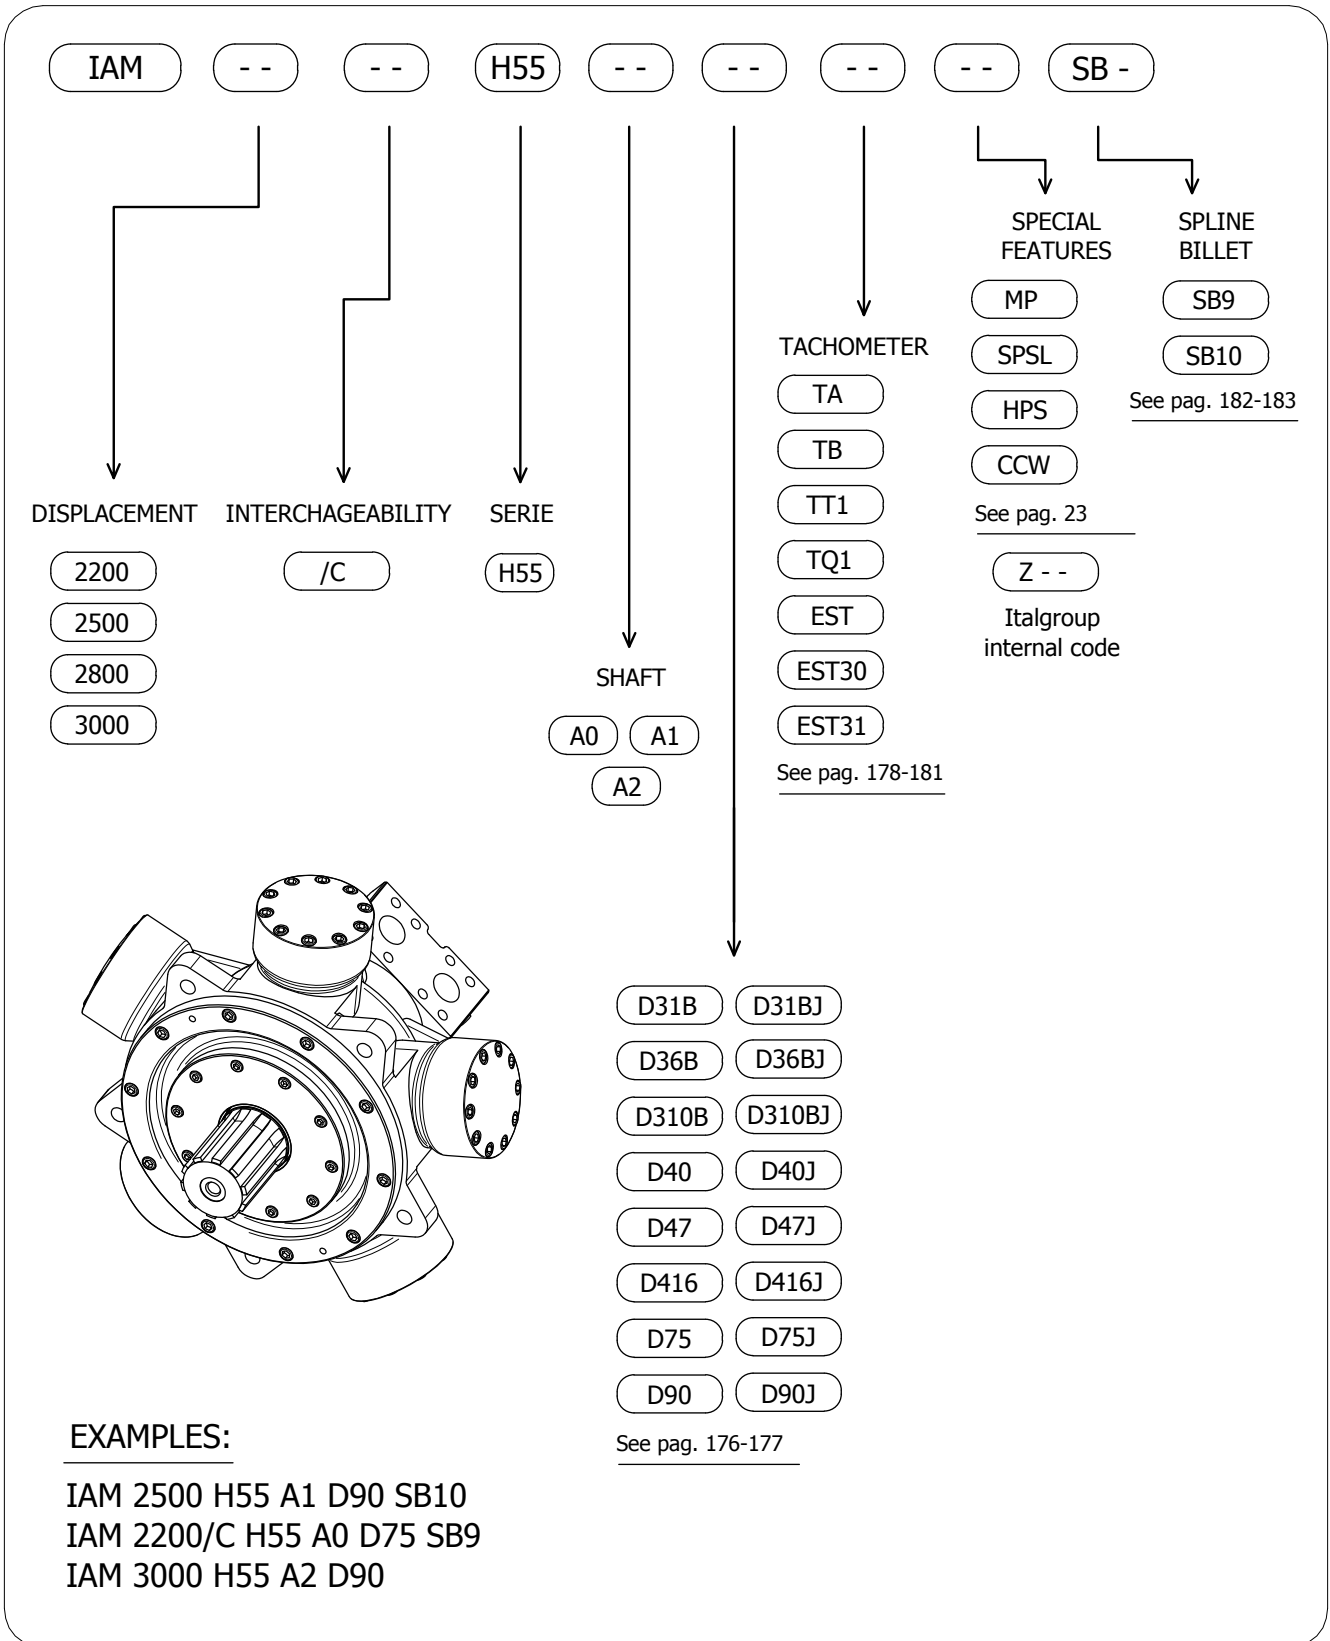 IAM - - - - H55 - - - - - - - - SB -
DISPLACEMENT
2200
2500
2800
3000
INTERCHAGEABILITY
/C
SERIE
H55
SHAFT
A0 A1
A2
D31B D31BJ
D36B D36BJ
D310B D310BJ
D40 D40J
D47 D47J
D416 D416J
D75 D75J
D90 D90J
See pag. 176-177
TACHOMETER
TA
TB
TT1
TQ1
EST
EST30
EST31
See pag. 178-181
SPECIAL
FEATURES
MP
SPSL
HPS
CCW
See pag. 23
Z - -
Italgroup
internal code
SPLINE
BILLET
SB9
SB10
See pag. 182-183
EXAMPLES:
IAM 2500 H55 A1 D90 SB10
IAM 2200/C H55 A0 D75 SB9
IAM 3000 H55 A2 D90